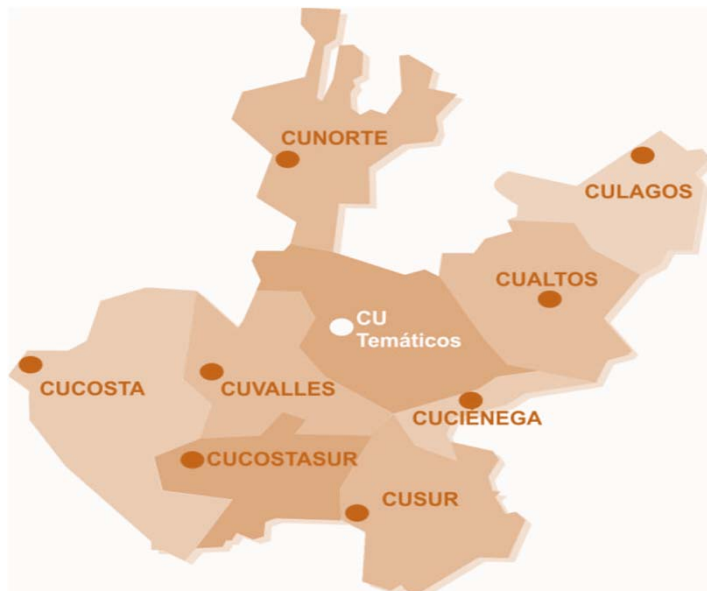 CUNORTE
CULAGOS
CUALTOS
CU
Temáticos
CUCOSTA
CUVALLES
CUCIÉNEGA
CUCOSTASUR
CUSUR